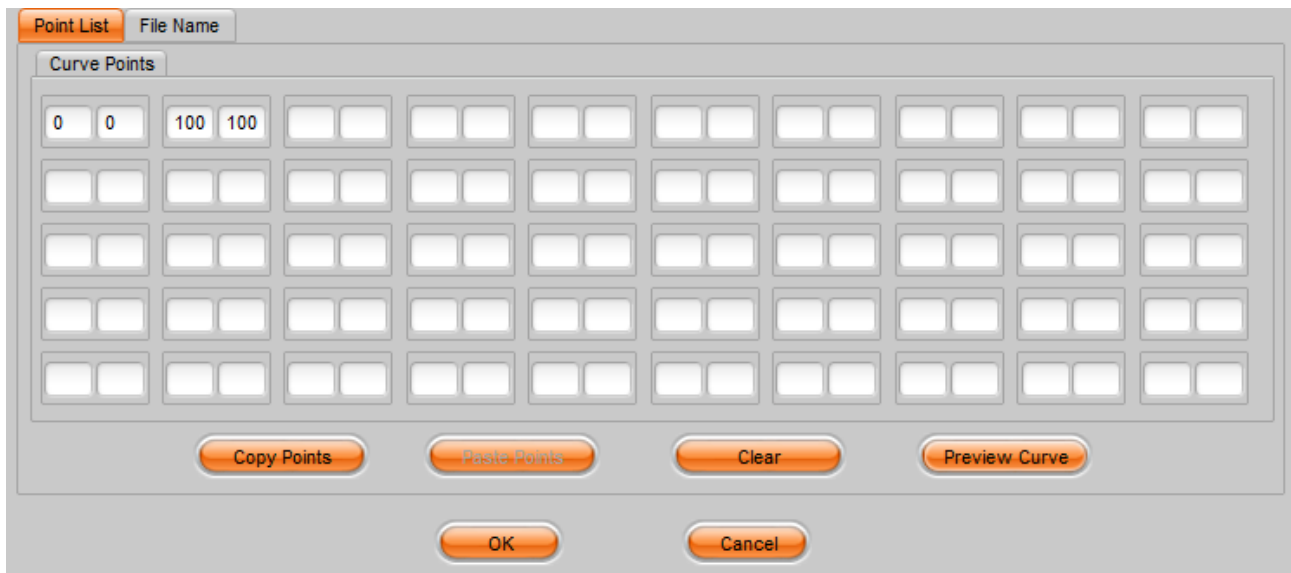 Point List File Name
Curve Points
0 0 100 100
Copy Points Paste Points Clear Preview Curve
OK Cancel